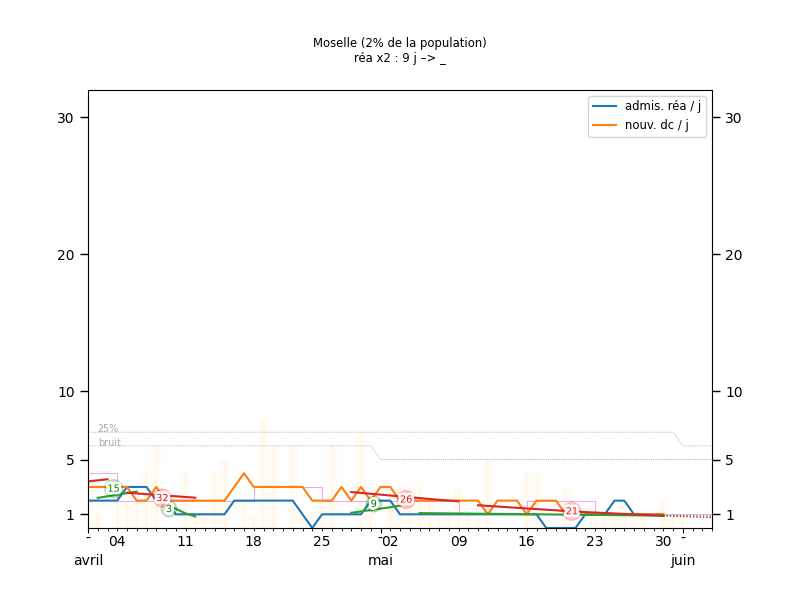 Moselle (2% de la population)
réa x2 : 9 j –> _
admis. réa / j
nouv. dc / j
30
30
20
20
10
10
25%
bruit
5
5
15
32
3
9
26
21
1
1
- 04 11 18 25 - 02 09 16 23 30 -
avril mai juin